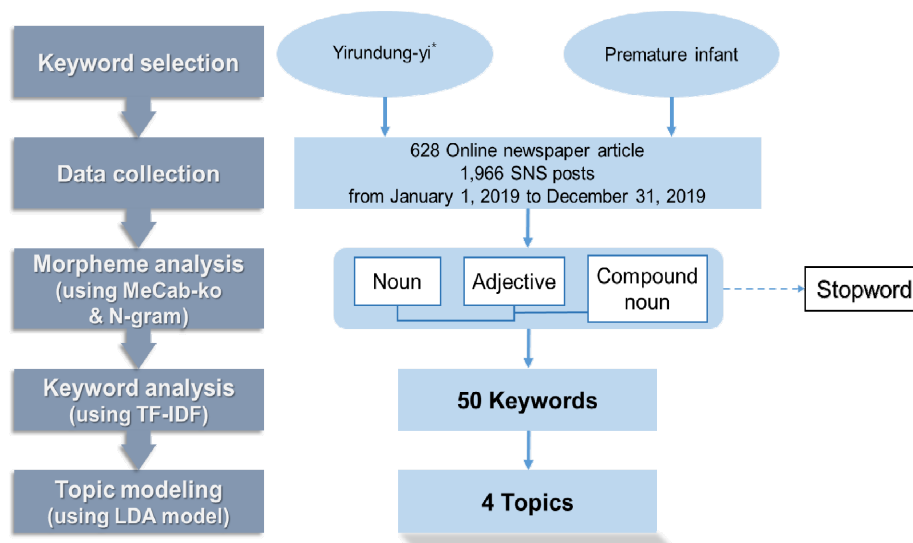 Keyword selection
Yirundung-yi*
Premature infant
Data collection
628 Online newspaper article
1,966 SNS posts
from January 1, 2019 to December 31, 2019
Morpheme analysis
(using MeCab-ko
& N-gram)
Noun
Adjective
Compound
noun
Stopword
Keyword analysis
(using TF-IDF)
50 Keywords
Topic modeling
(using LDA model)
4 Topics